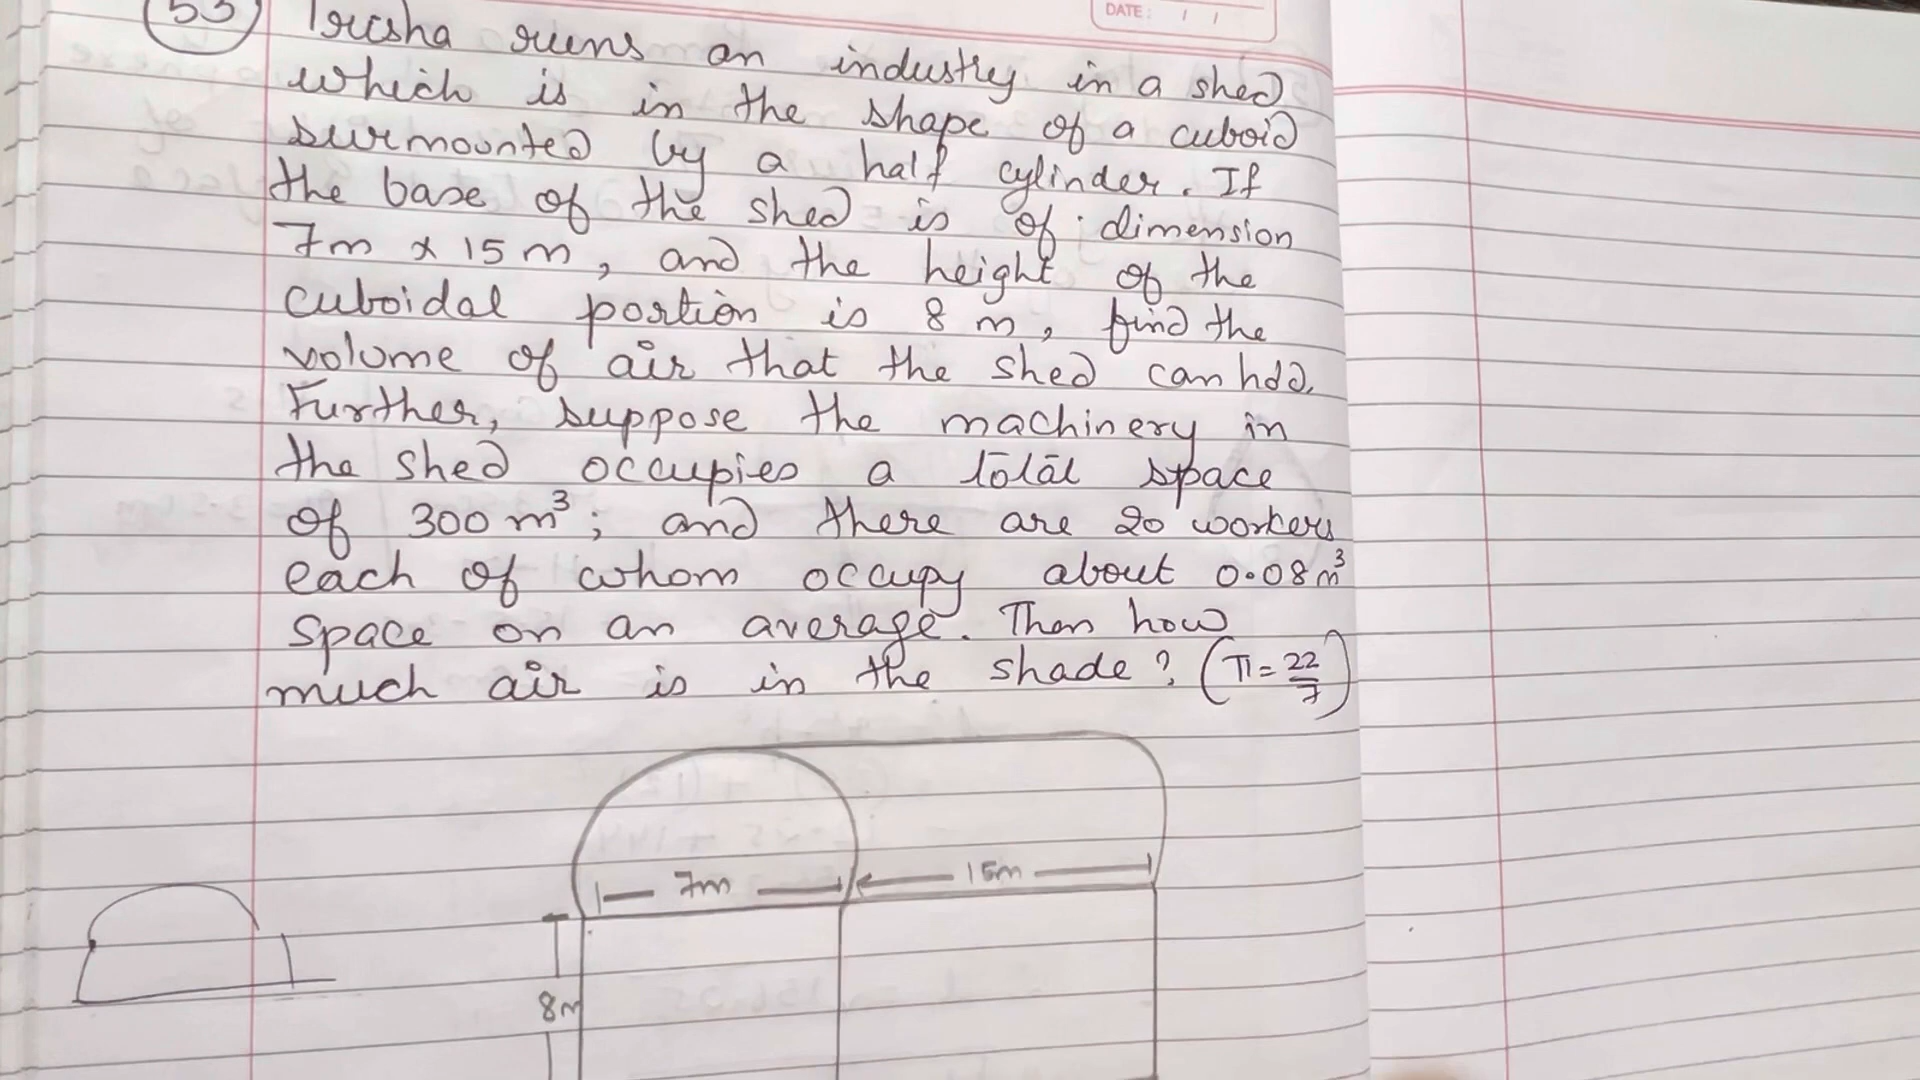 DATE: / /
53 Irisha runs an industry in a shed
which is in the shape of a cuboid
surmounted by a half cylinder. If
the base of the shed is of dimension
7m x 15 m, and the height of the
cuboidal portion is 8 m, find the
volume of air that the shed can hdd.
Further, suppose the machinery in
the shed occupies a total space
of 300 m³; and there are 20 workers
each of whom occupy about 0.08 m³
space on an average. Then how
much air is in the shade? (π = 22/7)
7m 15m
8m